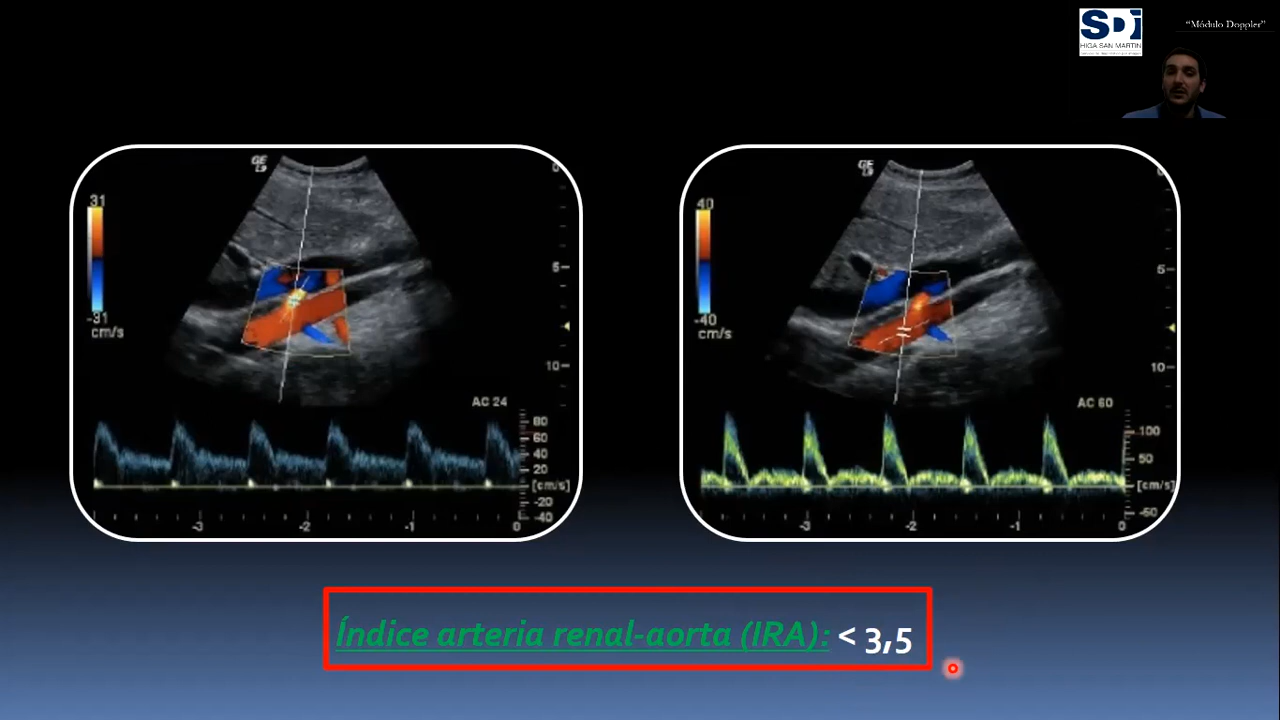 SDi
HIGA SAN MARTIN
“Módulo Doppler”
GE
L9
31
-31
cm/s
0
5
10
AC 24
80
60
40
20
[cm/s]
-20
-40
-3
-2
-1
0
GE
L9
40
-40
cm/s
5
10
AC 60
100
50
[cm/s]
-50
-3
-2
-1
0
Índice arteria renal-aorta (IRA): < 3,5